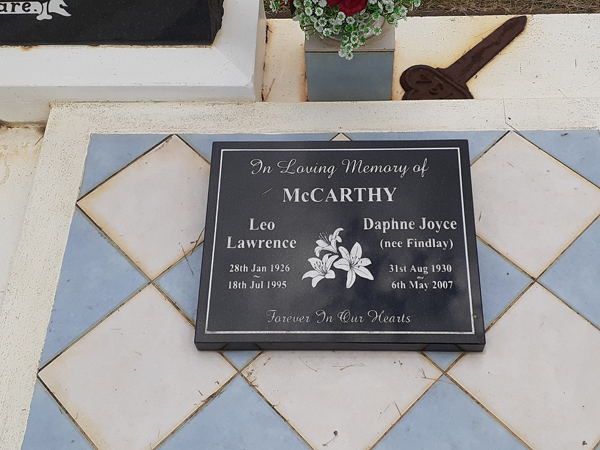 are.
In Loving Memory of
McCARTHY
Leo
Lawrence
28th Jan 1926
~
18th Jul 1995
Daphne Joyce
(nee Findlay)
31st Aug 1930
~
6th May 2007
Forever In Our Hearts